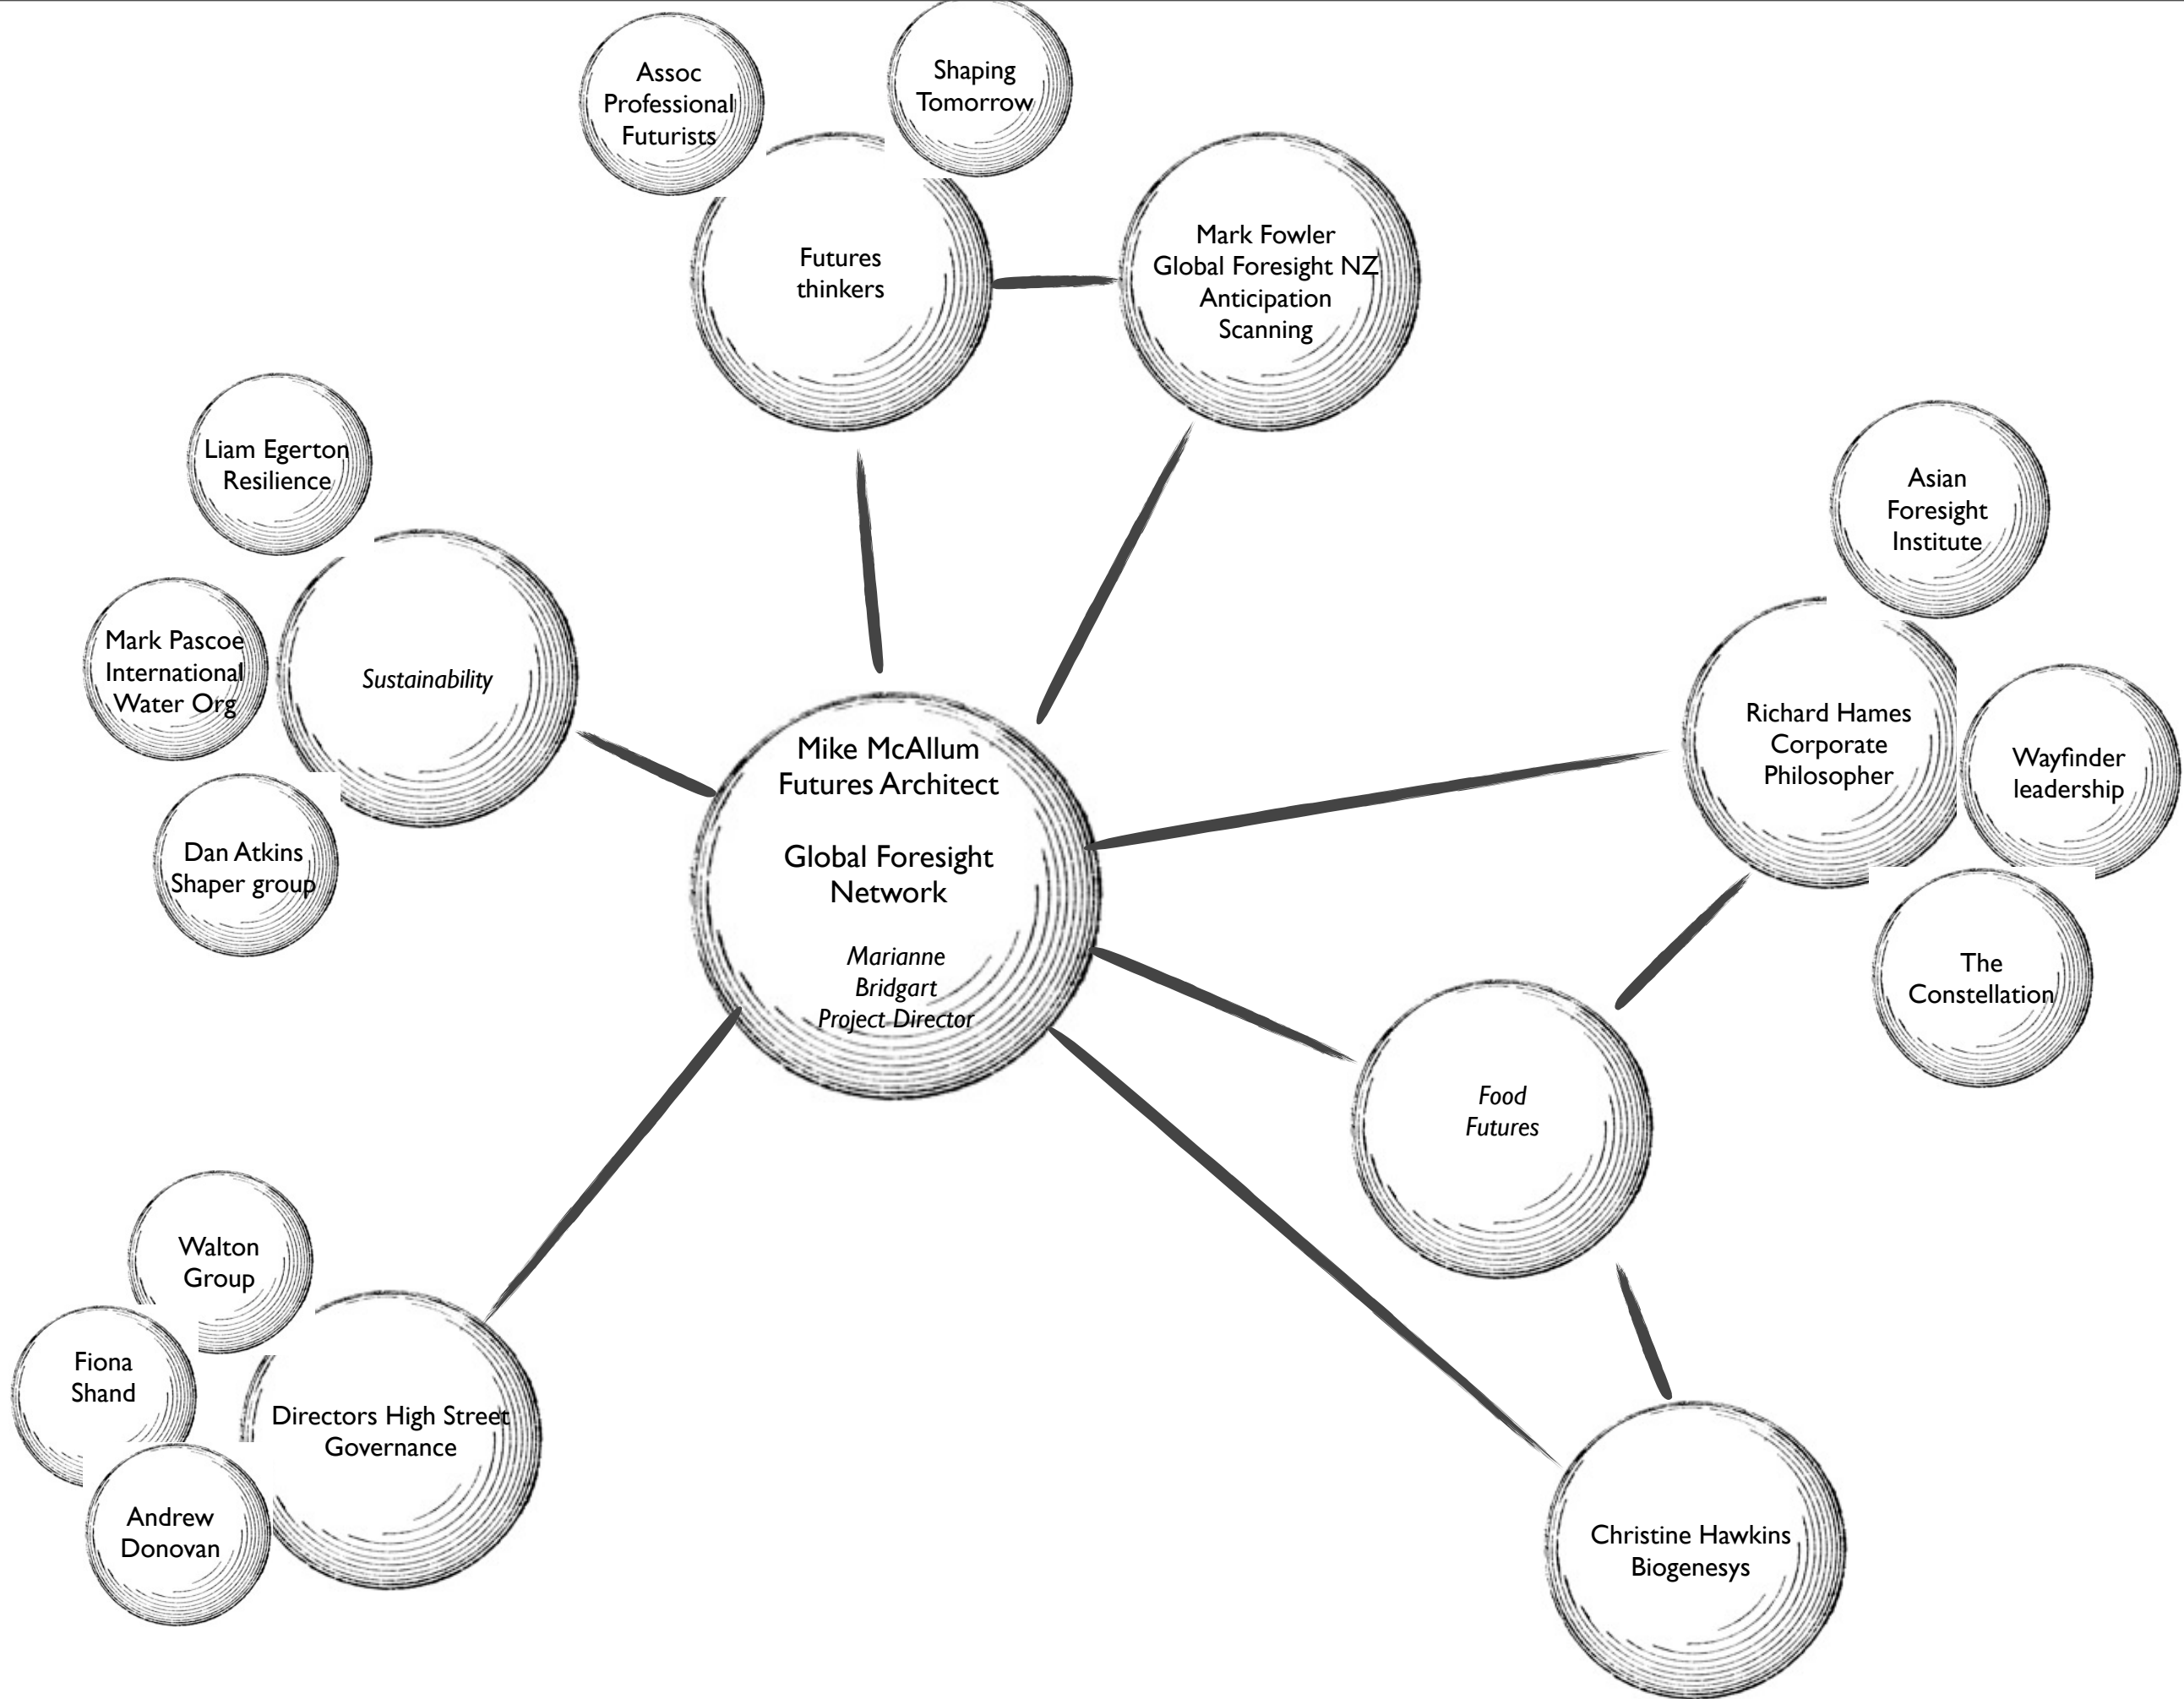 Assoc
Professional
Futurists
Shaping
Tomorrow
Futures
thinkers
Mark Fowler
Global Foresight NZ
Anticipation
Scanning
Liam Egerton
Resilience
Asian
Foresight
Institute
Mark Pascoe
International
Water Org
Sustainability
Mike McAllum
Futures Architect
Global Foresight
Network
Marianne
Bridgart
Project Director
Richard Hames
Corporate
Philosopher
Wayfinder
leadership
Dan Atkins
Shaper group
The
Constellation
Food
Futures
Walton
Group
Fiona
Shand
Directors High Street
Governance
Andrew
Donovan
Christine Hawkins
Biogenesys